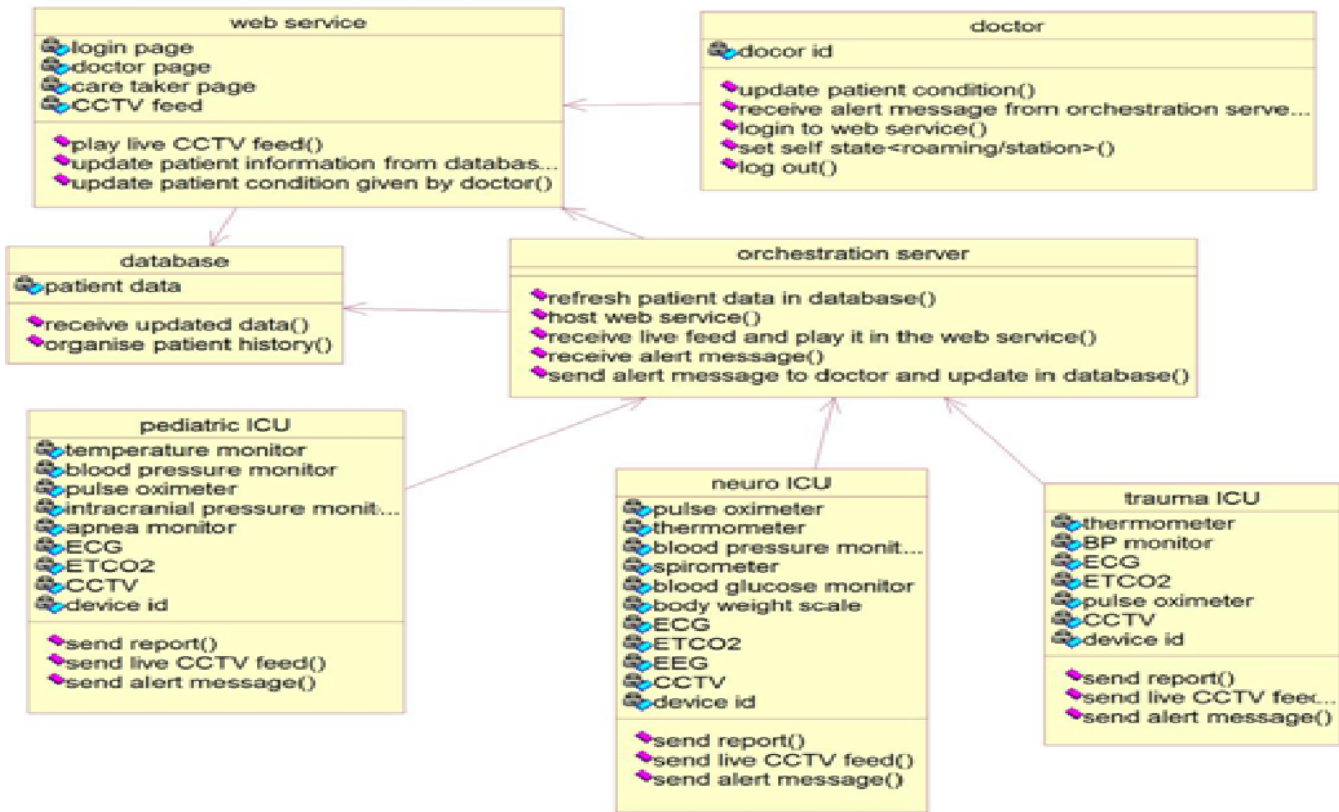 web service
login page
doctor page
care taker page
CCTV feed
play live CCTV feed()
update patient information from databas...
update patient condition given by doctor()
doctor
docor id
update patient condition()
receive alert message from orchestration serve...
login to web service()
set self state<roaming/station>()
log out()
database
patient data
receive updated data()
organise patient history()
orchestration server
refresh patient data in database()
host web service()
receive live feed and play it in the web service()
receive alert message()
send alert message to doctor and update in database()
pediatric ICU
temperature monitor
blood pressure monitor
pulse oximeter
intracranial pressure monit...
apnea monitor
ECG
ETCO2
CCTV
device id
send report()
send live CCTV feed()
send alert message()
neuro ICU
pulse oximeter
thermometer
blood pressure monit...
spirometer
blood glucose monitor
body weight scale
ECG
ETCO2
EEG
CCTV
device id
send report()
send live CCTV feed()
send alert message()
trauma ICU
thermometer
BP monitor
ECG
ETCO2
pulse oximeter
CCTV
device id
send report()
send live CCTV feec...
send alert message()